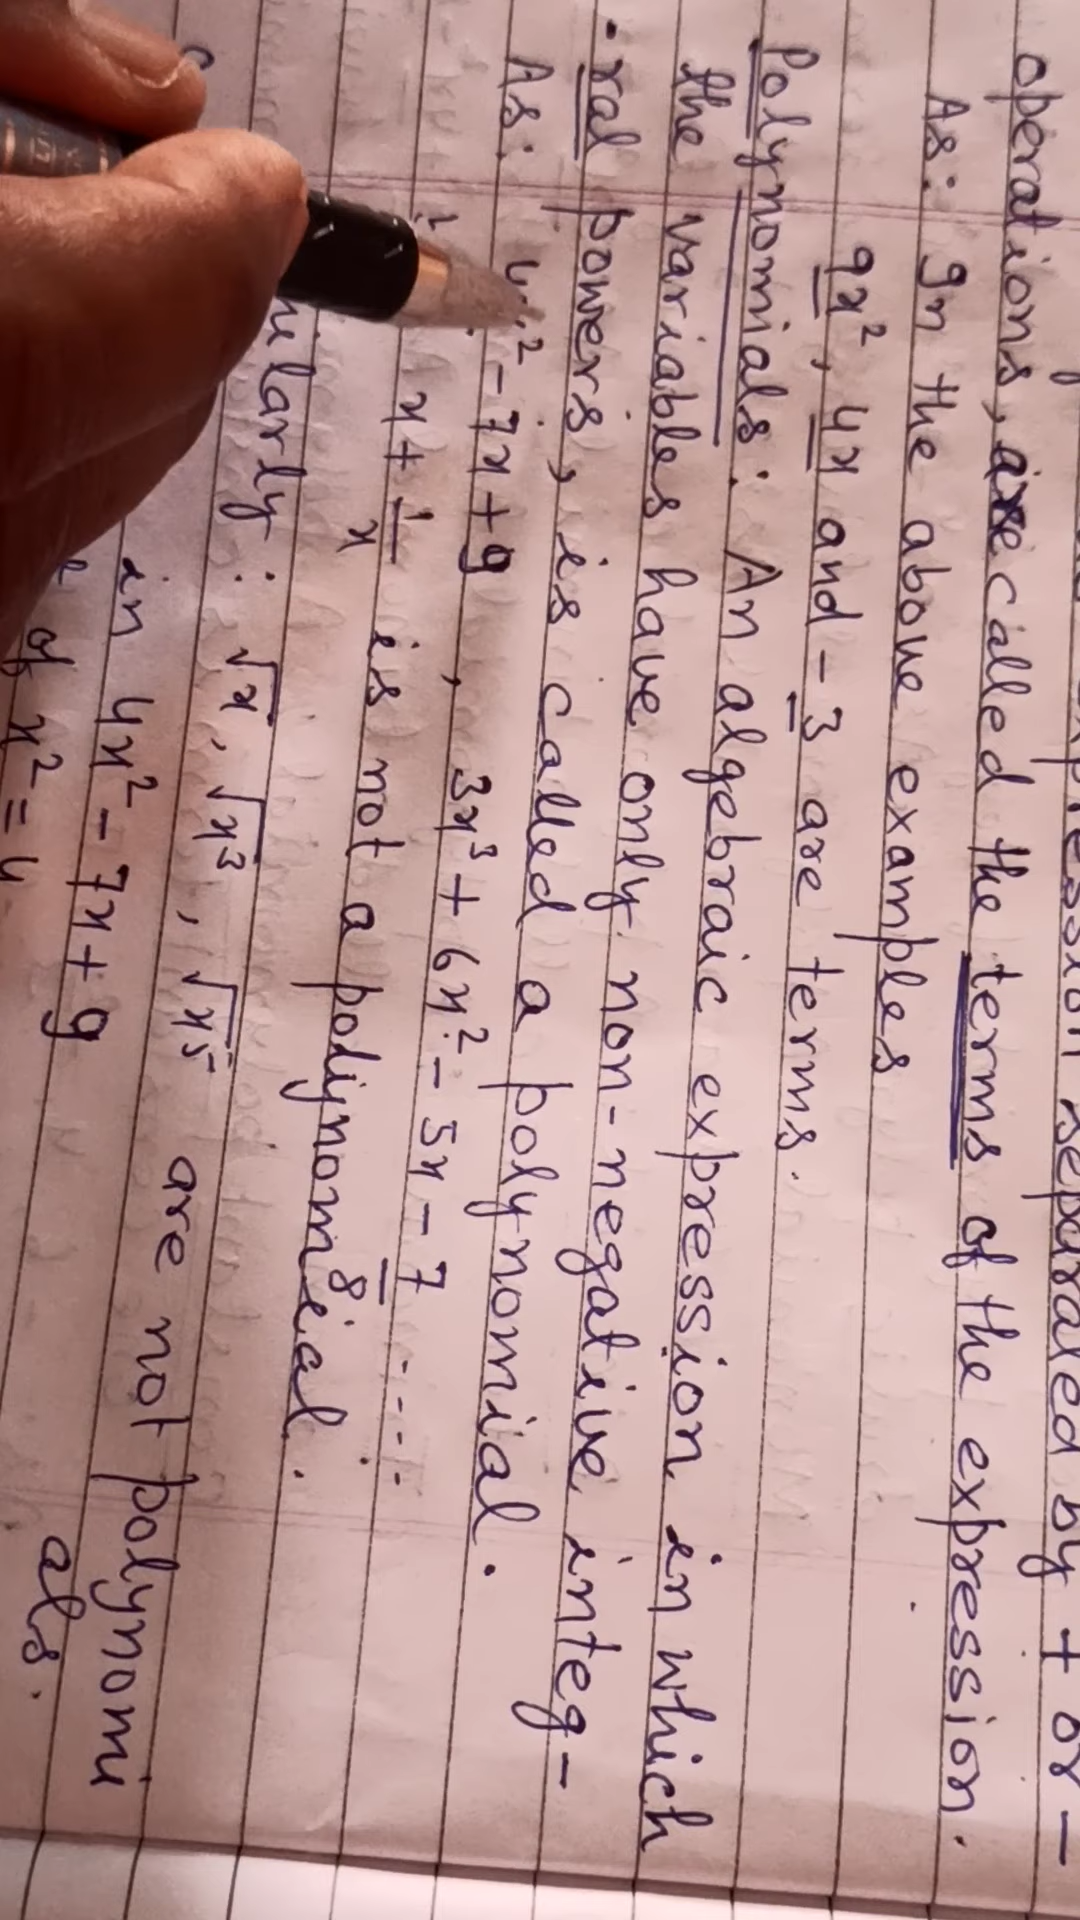 expression separated by + or -
operations, are called the terms of the expression.
As: In the above examples
9x², 4x and -3 are terms.
Polynomials: An algebraic expression in which
the variables have only non-negative integ-
-ral powers, is called a polynomial.
As: 4x² - 7x + 9, 3x³ + 6x² - 5x - 7/8 ....
x + 1/x is not a polynomial.
√x, √x³, √x⁵ are not polynomi
als.
in 4x² - 7x + 9
of x² = 4